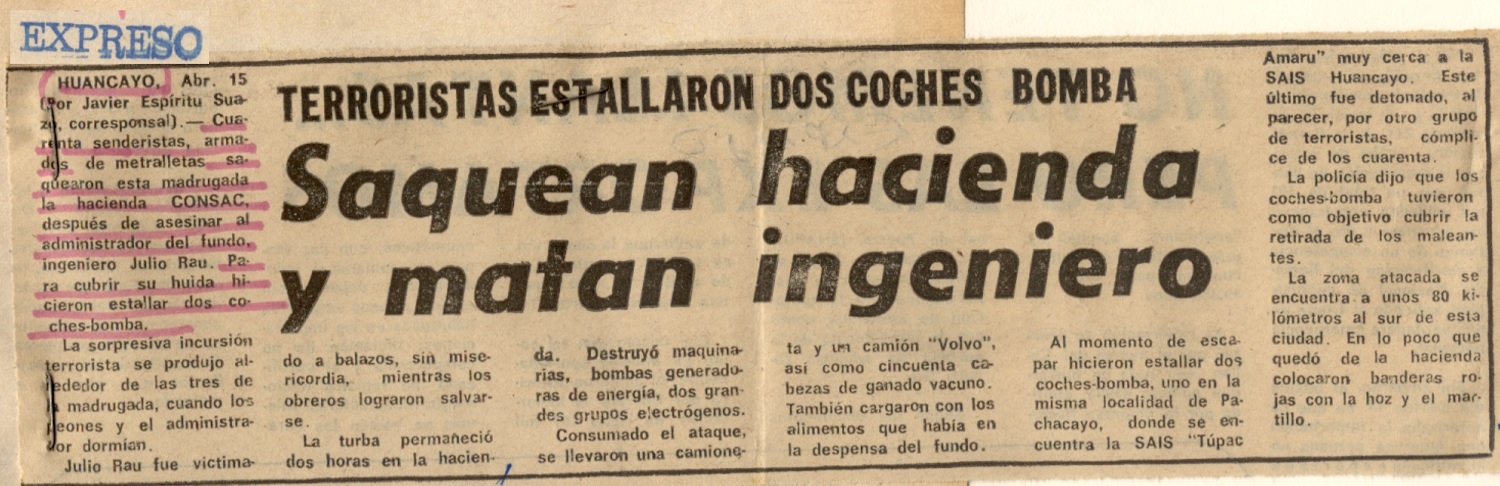 EXPRESO
TERRORISTAS ESTALLARON DOS COCHES BOMBA
Saquean hacienda
y matan ingeniero
HUANCAYO, Abr. 15
(Por Javier Espíritu Sua-
zo, corresponsal).— Cua-
renta senderistas, arma-
dos de metralletas sa-
quearon esta madrugada
la hacienda CONSAC,
después de asesinar al
administrador del fundo,
ingeniero Julio Rau. Pa-
ra cubrir su huida hi-
cieron estallar dos co-
ches-bomba.
La sorpresiva incursión
terrorista se produjo al-
rededor de las tres de
la madrugada, cuando los
peones y el administra-
dor dormían.
Julio Rau fue victima-
do a balazos, sin mise-
ricordia, mientras los
obreros lograron salvar-
se.
La turba permaneció
dos horas en la hacien-
da. Destruyó maquina-
rias, bombas generado-
ras de energía, dos gran-
des grupos electrógenos.
Consumado el ataque,
se llevaron una camione-
ta y un camión "Volvo",
así como cincuenta ca-
bezas de ganado vacuno.
También cargaron con los
alimentos que había en
la despensa del fundo.
Al momento de esca-
par hicieron estallar dos
coches-bomba, uno en la
misma localidad de Pa-
chacayo, donde se en-
cuentra la SAIS "Túpac
Amaru" muy cerca a la
SAIS Huancayo. Este
último fue detonado, al
parecer, por otro grupo
de terroristas, cómpli-
ce de los cuarenta.
La policía dijo que los
coches-bomba tuvieron
como objetivo cubrir la
retirada de los malean-
tes.
La zona atacada se
encuentra a unos 80 ki-
lómetros al sur de esta
ciudad. En lo poco que
quedó de la hacienda
colocaron banderas ro-
jas con la hoz y el mar-
tillo.